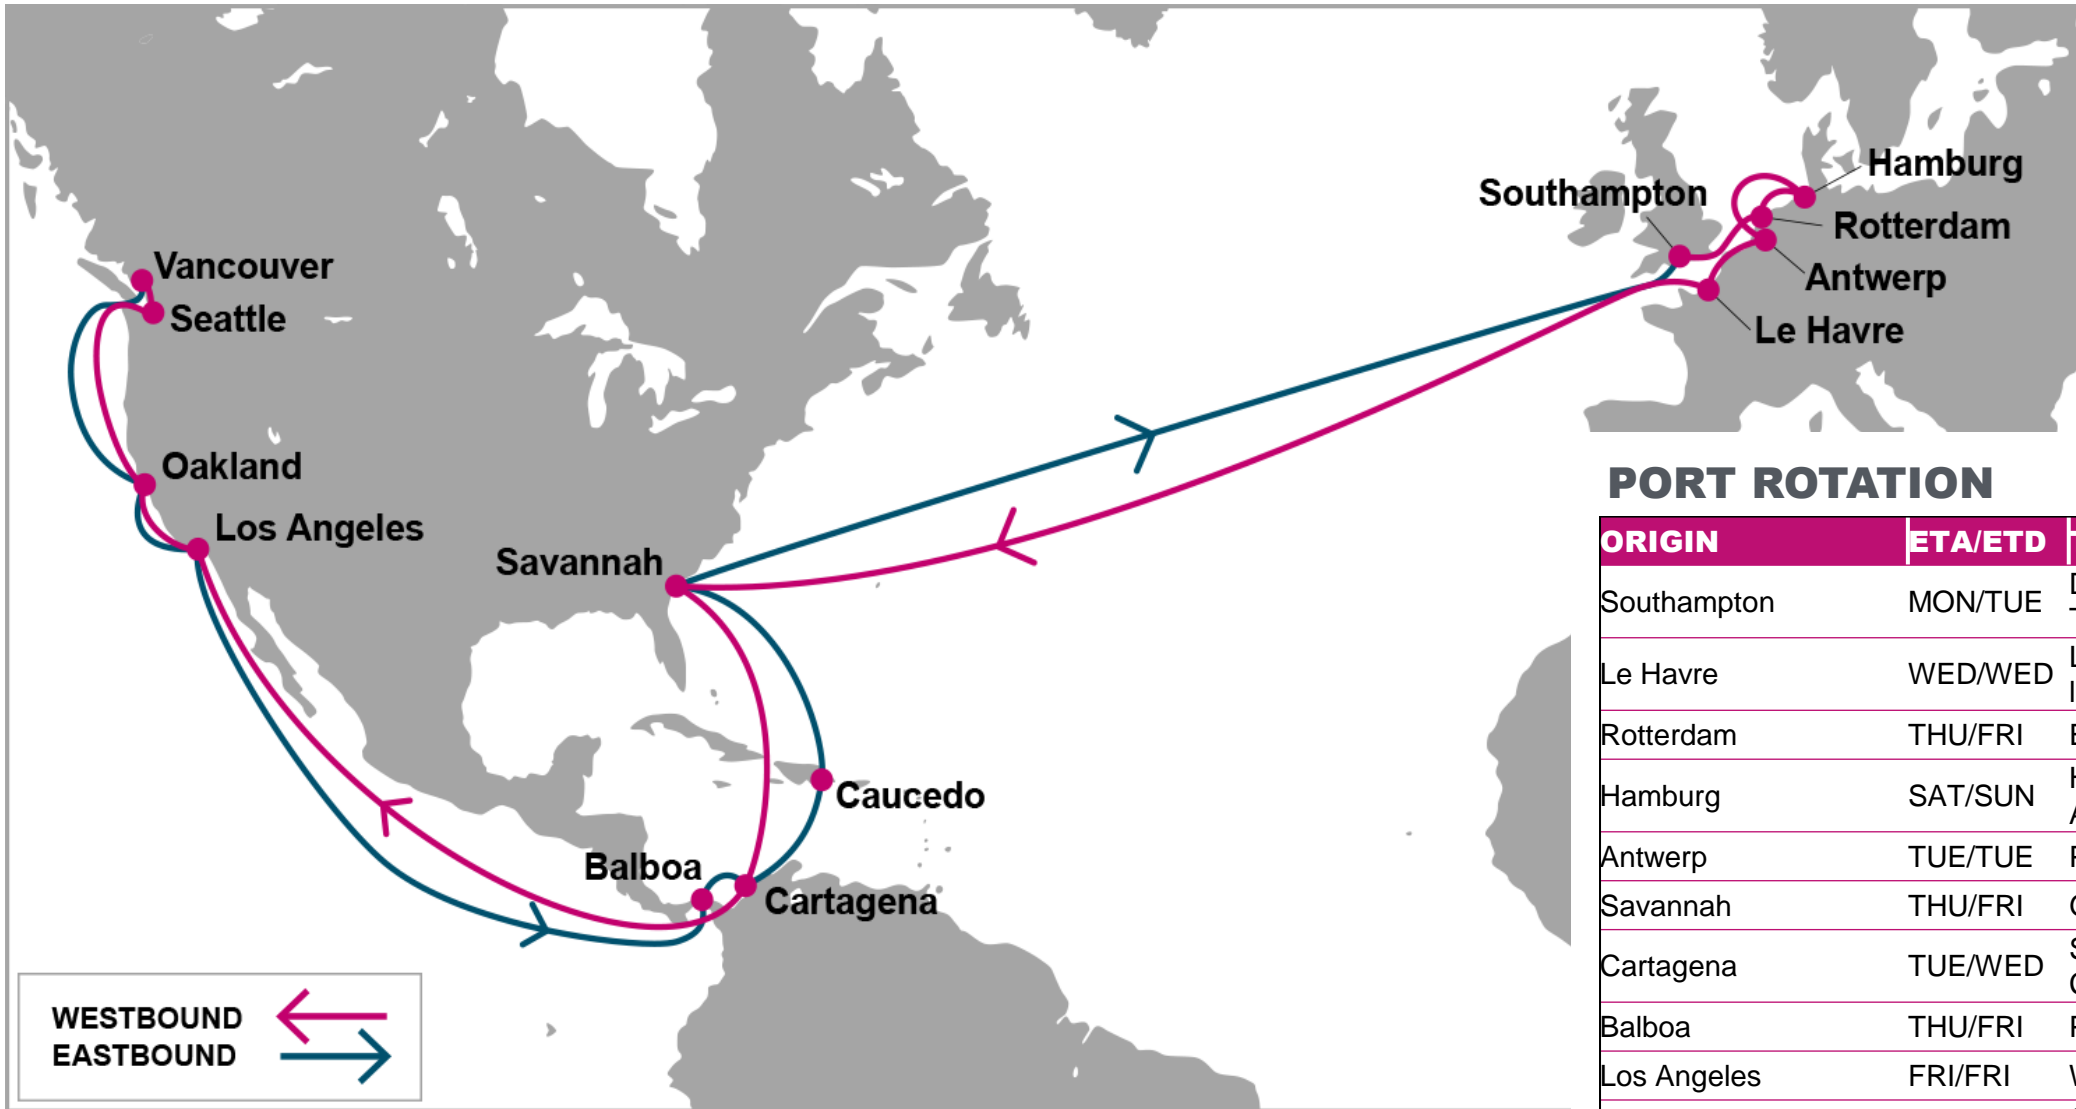 Hamburg
Southampton
Rotterdam
Vancouver
Antwerp
Seattle
Le Havre
Oakland
Los Angeles
Savannah
Caucedo
Balboa
Cartagena
WESTBOUND
EASTBOUND
PORT ROTATION
ORIGIN ETA/ETD
Southampton MON/TUE
Le Havre WED/WED
Rotterdam THU/FRI
Hamburg SAT/SUN
Antwerp TUE/TUE
Savannah THU/FRI
Cartagena TUE/WED
Balboa THU/FRI
Los Angeles FRI/FRI